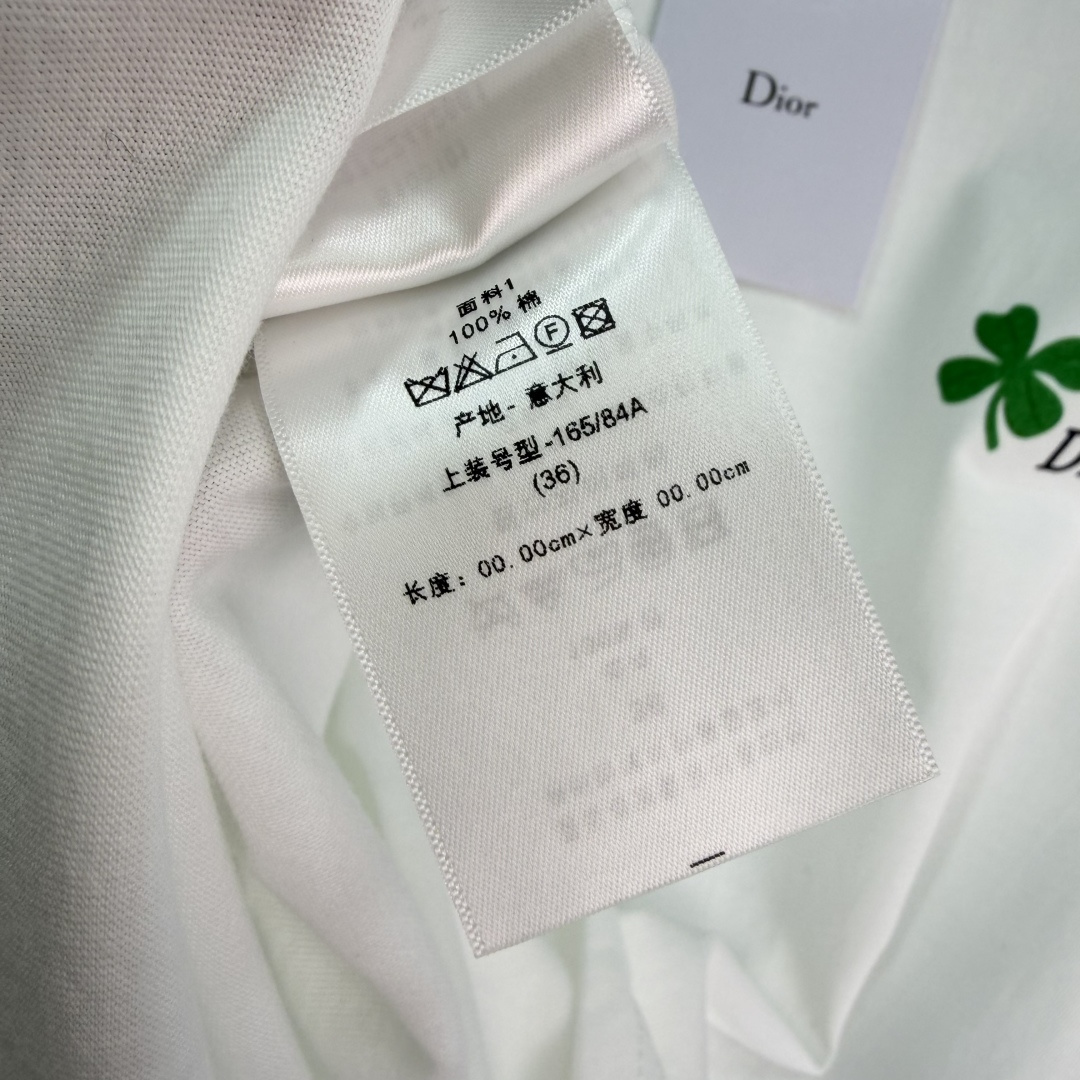 Dior
面料1
100% 棉
F
产地- 意大利
上装号型-165/84A
(36)
长度: 00.00cm×宽度 00.00cm